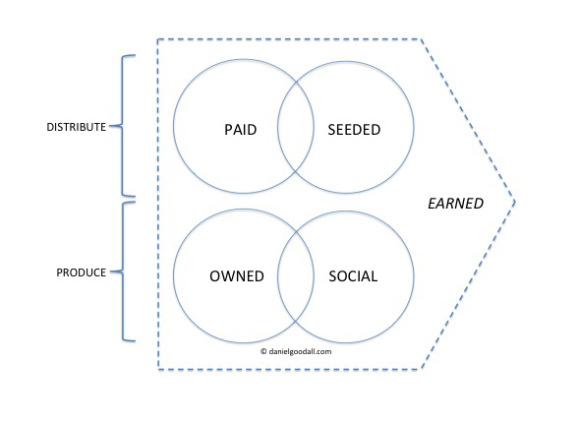 DISTRIBUTE
PAID
SEEDED
EARNED
PRODUCE
OWNED
SOCIAL
© danielgoodall.com